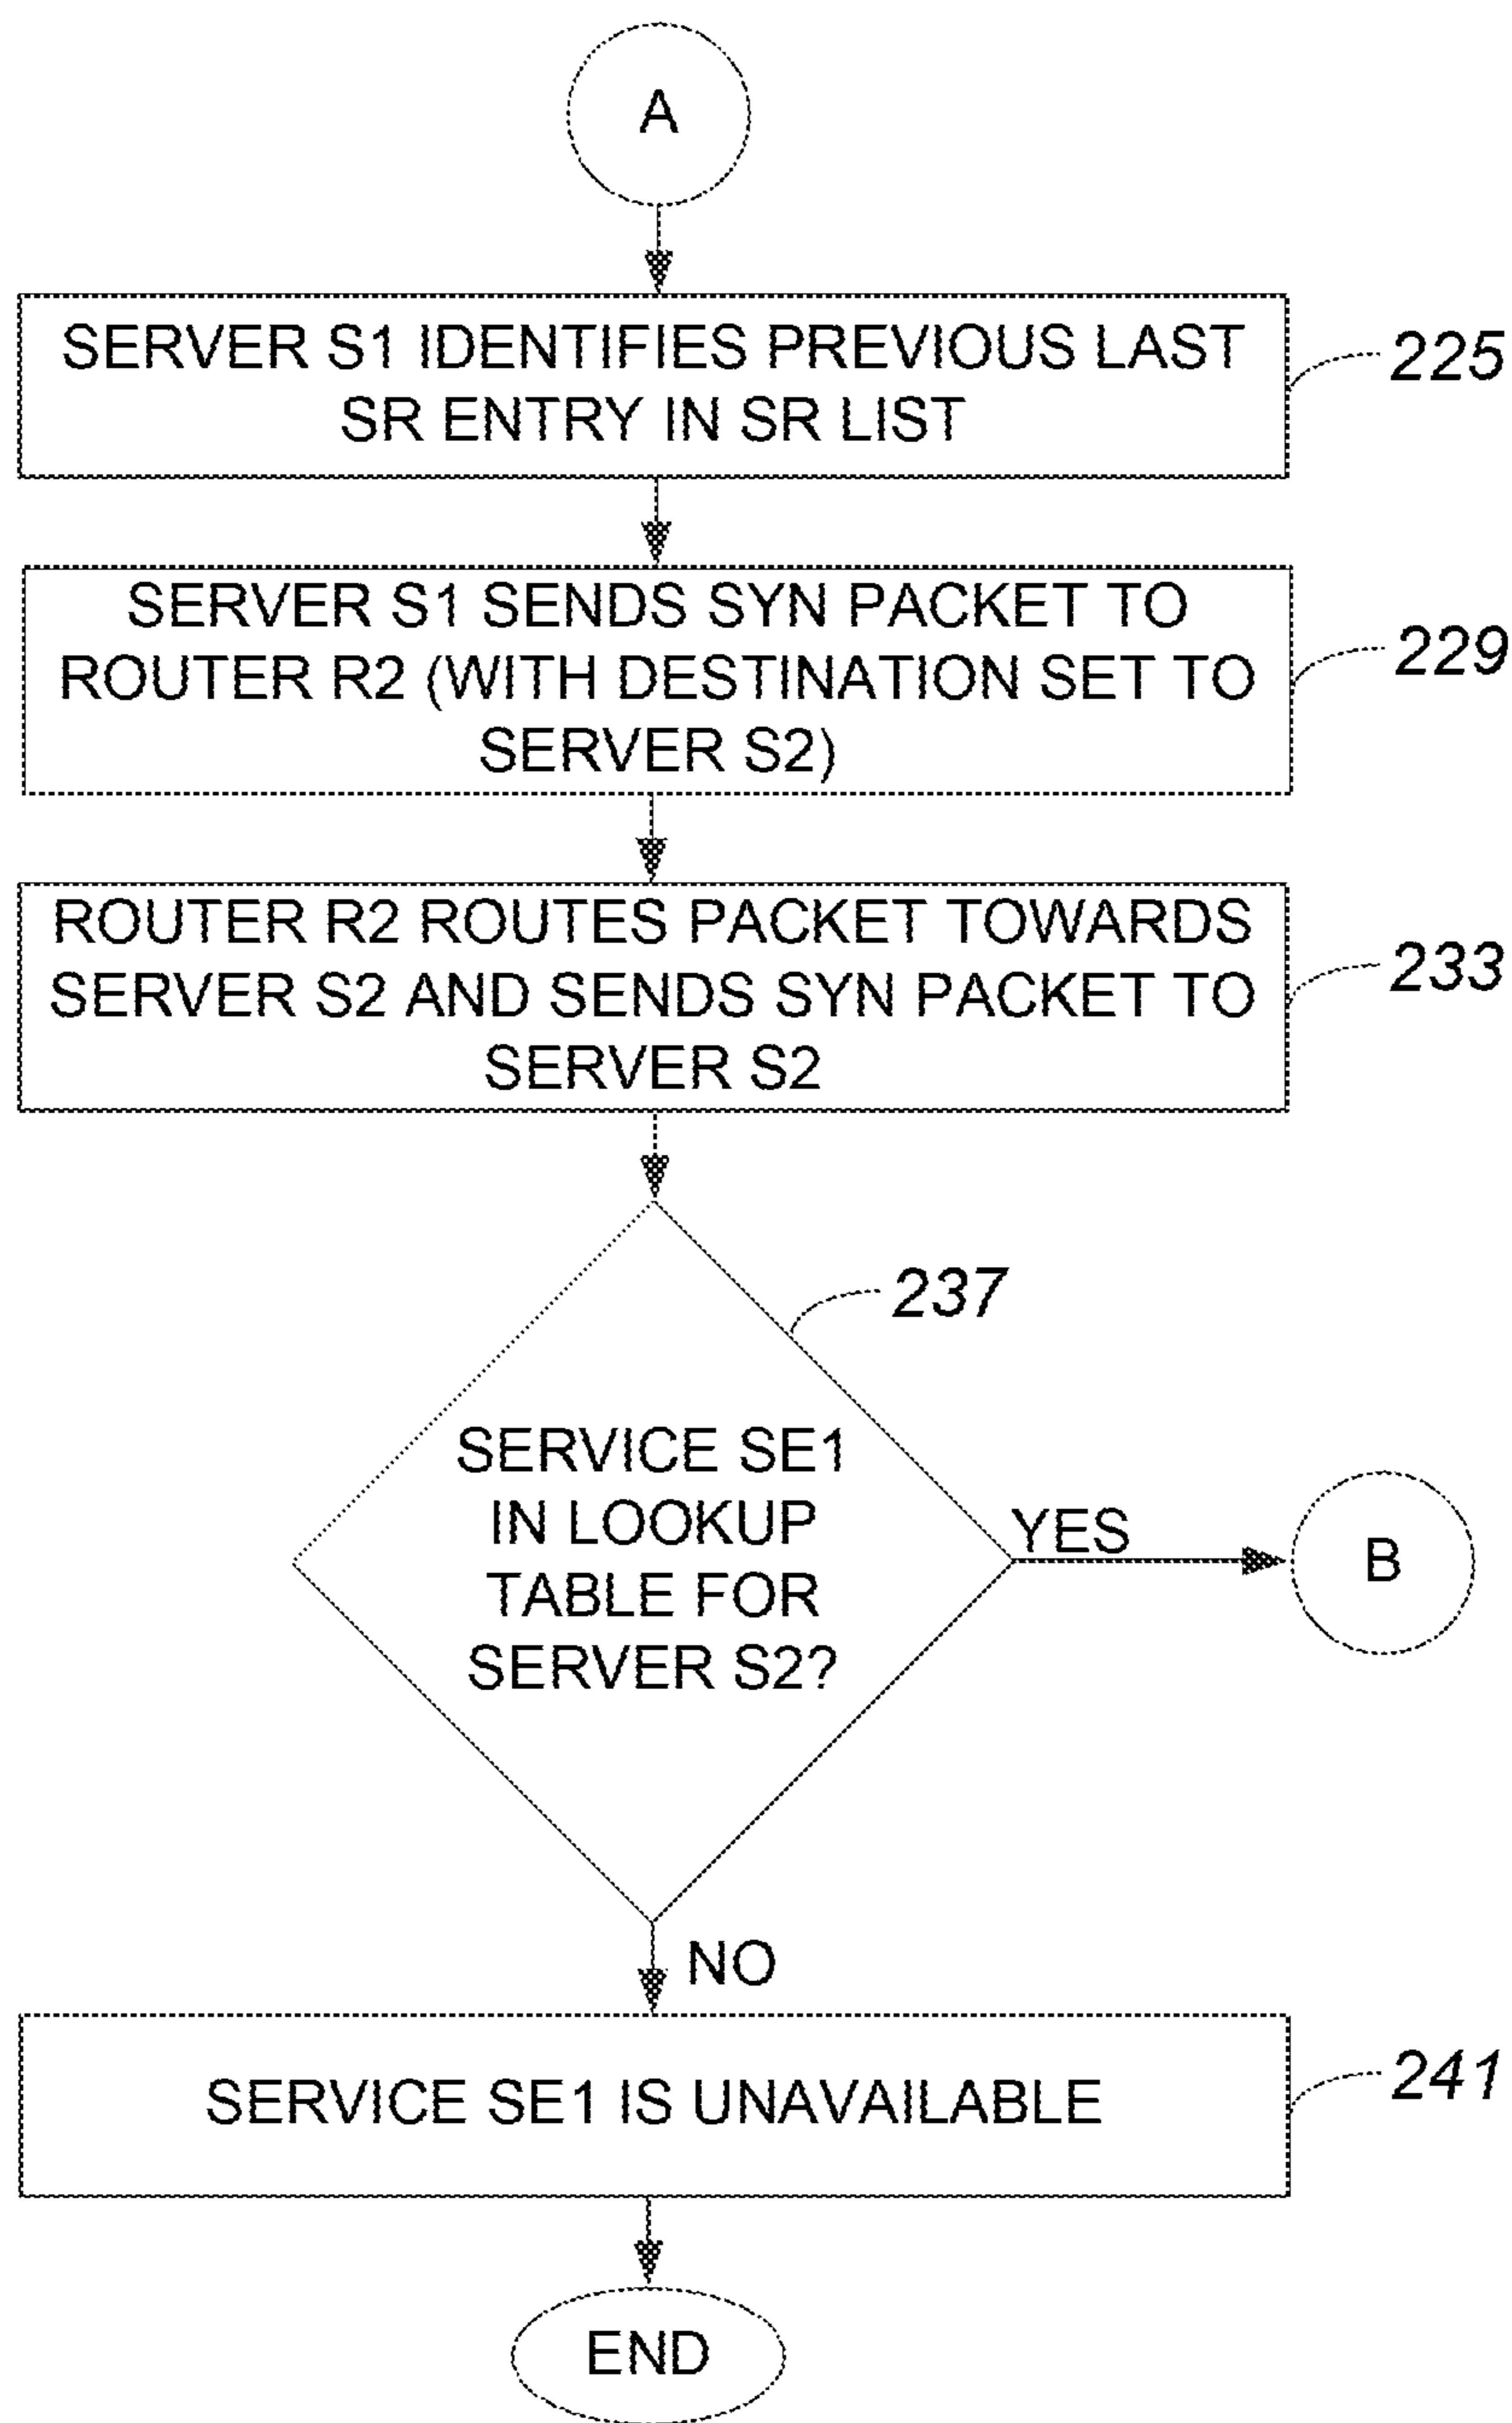 A
SERVER S1 IDENTIFIES PREVIOUS LAST
SR ENTRY IN SR LIST
225
SERVER S1 SENDS SYN PACKET TO
ROUTER R2 (WITH DESTINATION SET TO
SERVER S2)
229
ROUTER R2 ROUTES PACKET TOWARDS
SERVER S2 AND SENDS SYN PACKET TO
SERVER S2
233
237
SERVICE SE1
IN LOOKUP
TABLE FOR
SERVER S2?
YES
B
NO
SERVICE SE1 IS UNAVAILABLE
241
END